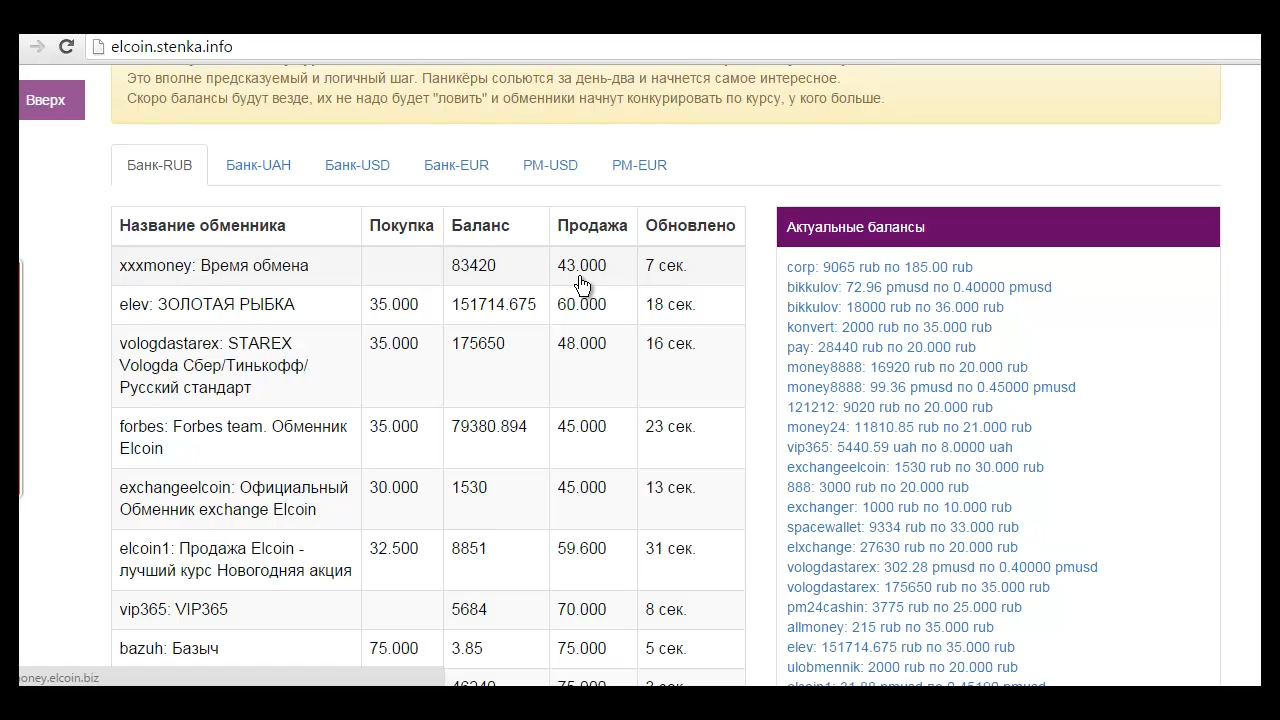 elcoin.stenka.info
Это вполне предсказуемый и логичный шаг. Паникёры сольются за день-два и начнется самое интересное.
Скоро балансы будут везде, их не надо будет "ловить" и обменники начнут конкурировать по курсу, у кого больше.
Вверх
Банк-RUB Банк-UAH Банк-USD Банк-EUR PM-USD PM-EUR
Название обменника Покупка Баланс Продажа Обновлено
xxxmoney: Время обмена 83420 43.000 7 сек.
elev: ЗОЛОТАЯ РЫБКА 35.000 151714.675 60.000 18 сек.
vologdastarex: STAREX 35.000 175650 48.000 16 сек.
Vologda Сбер/Тинькофф/
Русский стандарт
forbes: Forbes team. Обменник 35.000 79380.894 45.000 23 сек.
Elcoin
exchangeelcoin: Официальный 30.000 1530 45.000 13 сек.
Обменник exchange Elcoin
elcoin1: Продажа Elcoin - 32.500 8851 59.600 31 сек.
лучший курс Новогодняя акция
vip365: VIP365 5684 70.000 8 сек.
bazuh: Базыч 75.000 3.85 75.000 5 сек.
46240 75.000 3 сек.
Актуальные балансы
corp: 9065 rub по 185.00 rub
bikkulov: 72.96 pmusd по 0.40000 pmusd
bikkulov: 18000 rub по 36.000 rub
konvert: 2000 rub по 35.000 rub
pay: 28440 rub по 20.000 rub
money8888: 16920 rub по 20.000 rub
money8888: 99.36 pmusd по 0.45000 pmusd
121212: 9020 rub по 20.000 rub
money24: 11810.85 rub по 21.000 rub
vip365: 5440.59 uah по 8.0000 uah
exchangeelcoin: 1530 rub по 30.000 rub
888: 3000 rub по 20.000 rub
exchanger: 1000 rub по 10.000 rub
spacewallet: 9334 rub по 33.000 rub
elxchange: 27630 rub по 20.000 rub
vologdastarex: 302.28 pmusd по 0.40000 pmusd
vologdastarex: 175650 rub по 35.000 rub
pm24cashin: 3775 rub по 25.000 rub
allmoney: 215 rub по 35.000 rub
elev: 151714.675 rub по 35.000 rub
ulobmennik: 2000 rub по 20.000 rub
oney.elcoin.biz